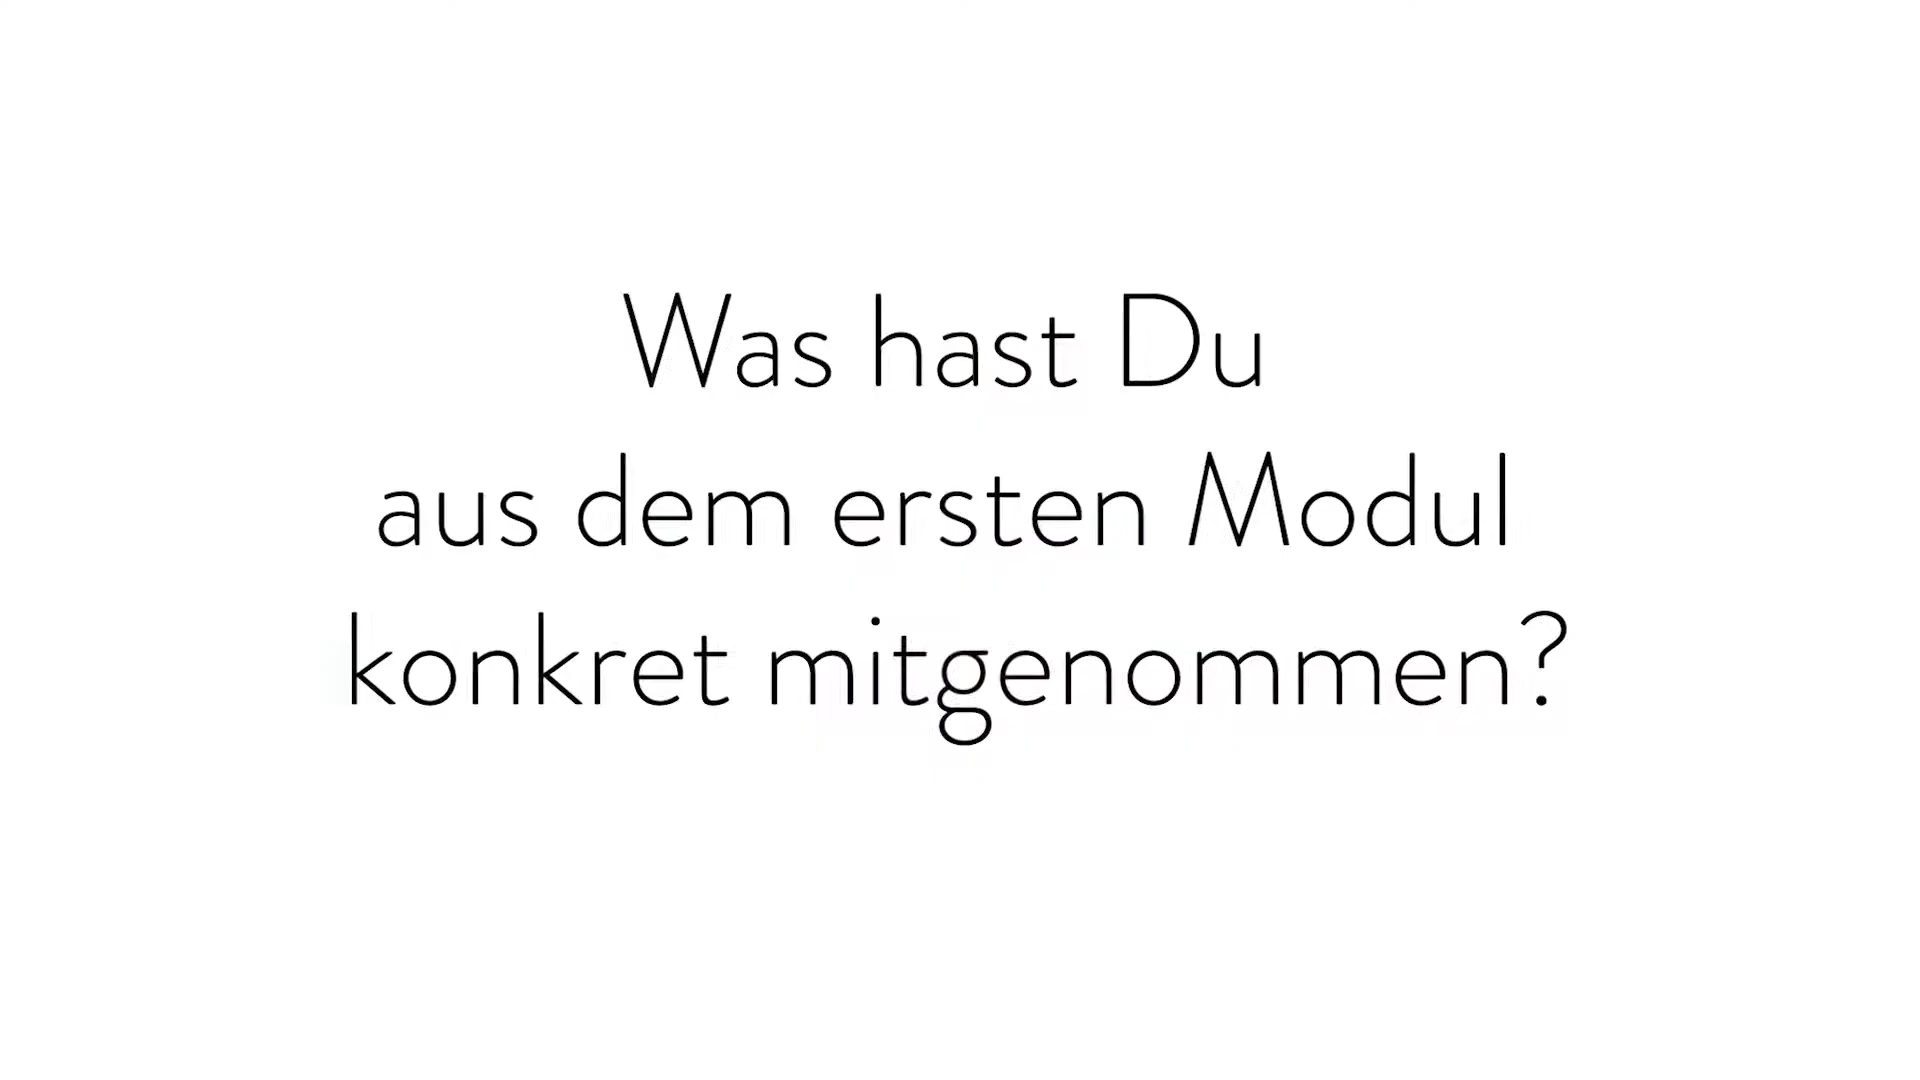 Was hast Du
aus dem ersten Modul
konkret mitgenommen?